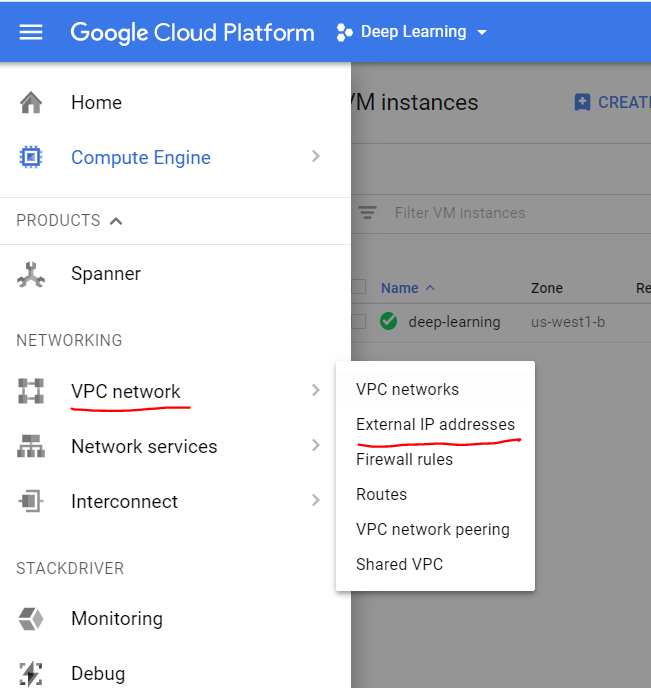 Google Cloud Platform Deep Learning
Home
Compute Engine
PRODUCTS
Spanner
NETWORKING
VPC network
Network services
Interconnect
STACKDRIVER
Monitoring
Debug
VM instances CREATE
Filter VM instances
Name Zone Re
deep-learning us-west1-b
VPC networks
External IP addresses
Firewall rules
Routes
VPC network peering
Shared VPC